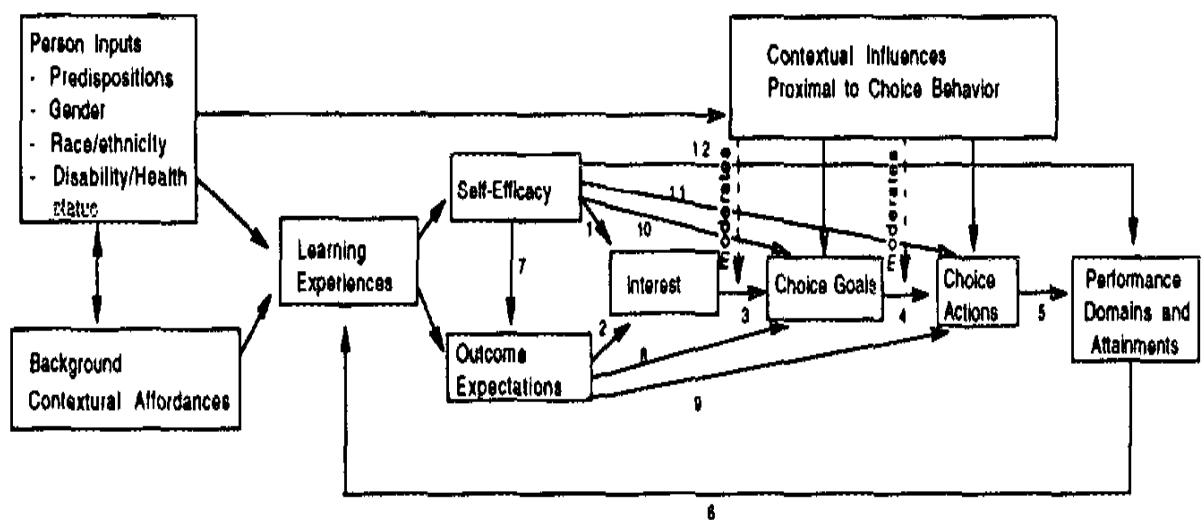 Person Inputs
- Predispositions
- Gender
- Race/ethnicity
- Disability/Health
status
Contextual Influences
Proximal to Choice Behavior
12
moderates
moderates
Self-Efficacy
11
1
10
Learning
Experiences
7
Interest
3
Choice Goals
4
Choice
Actions
5
Performance
Domains and
Attainments
2
8
Outcome
Expectations
9
Background
Contextural Affordances
6